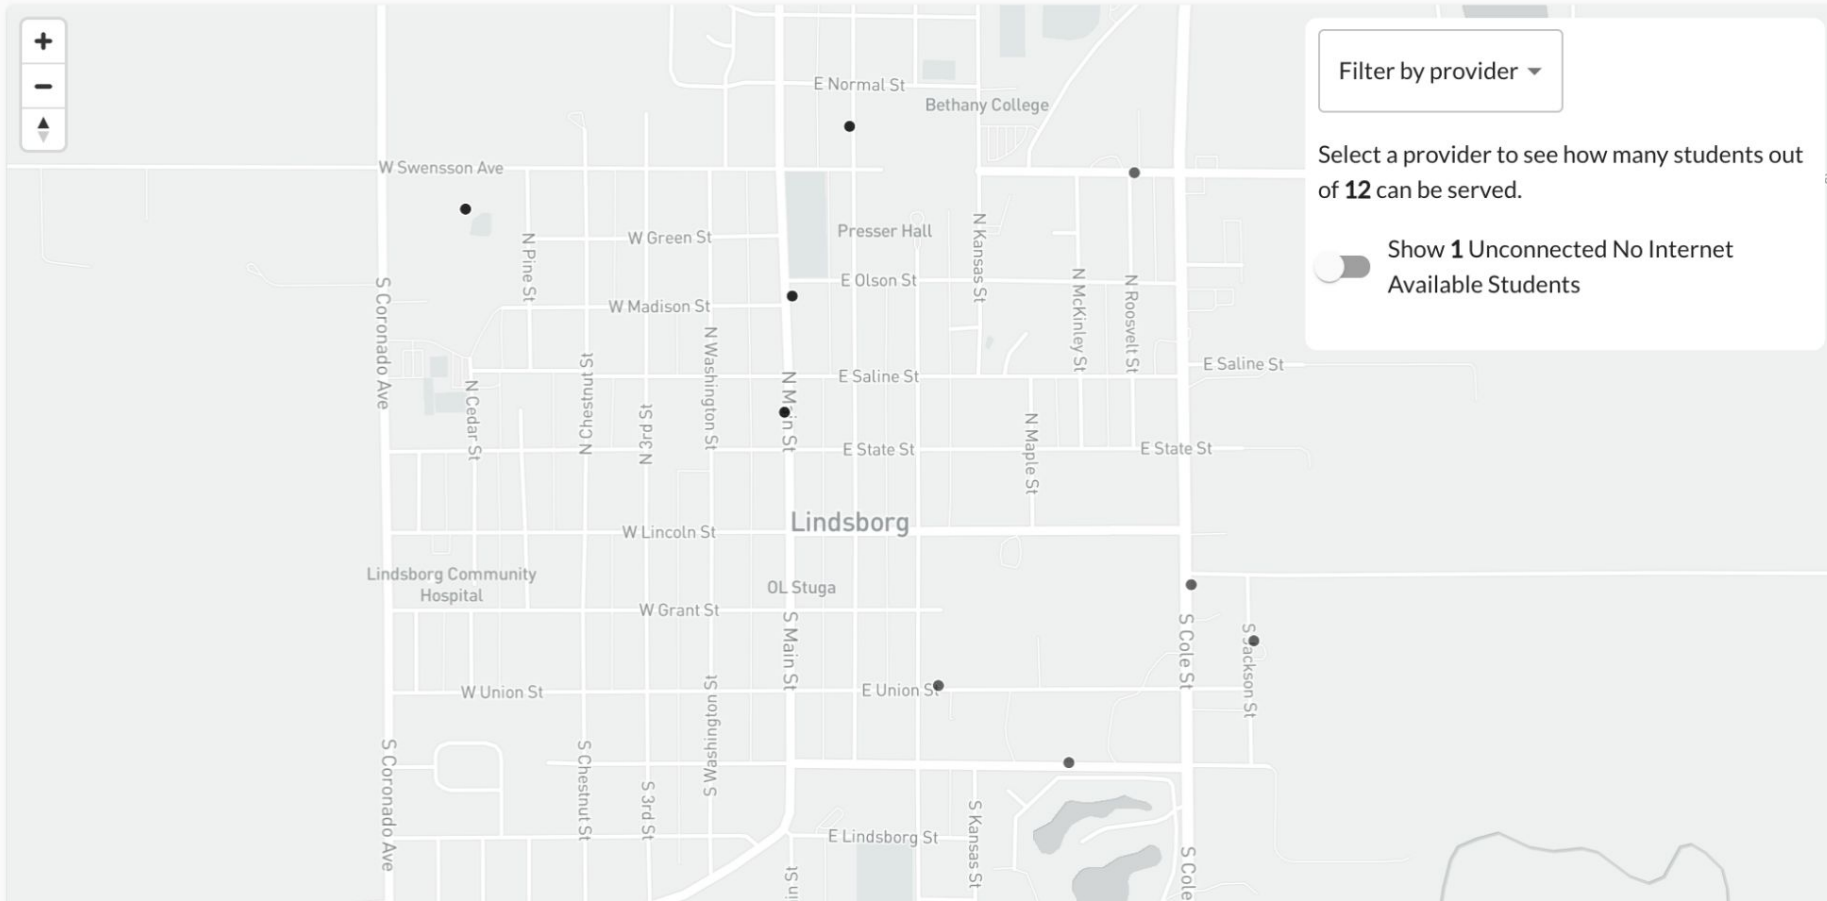 Filter by provider
Select a provider to see how many students out
of 12 can be served.
Show 1 Unconnected No Internet
Available Students
E Normal St
Bethany College
W Swensson Ave
N Pine St
W Green St
Presser Hall
N Kansas St
E Olson St
N McKinley St
N Roosvelt St
S Coronado Ave
W Madison St
N Washington St
N Chestnut St
E Saline St
E Saline St
N Cedar St
N 3rd St
N Main St
N Maple St
E State St
E State St
W Lincoln St
Lindsborg
Lindsborg Community
Hospital
OL Stuga
W Grant St
S Main St
S Cole St
S Jackson St
W Union St
E Union St
S Washington St
S Coronado Ave
S Chestnut St
S 3rd St
S Kansas St
E Lindsborg St
S Cole
in St